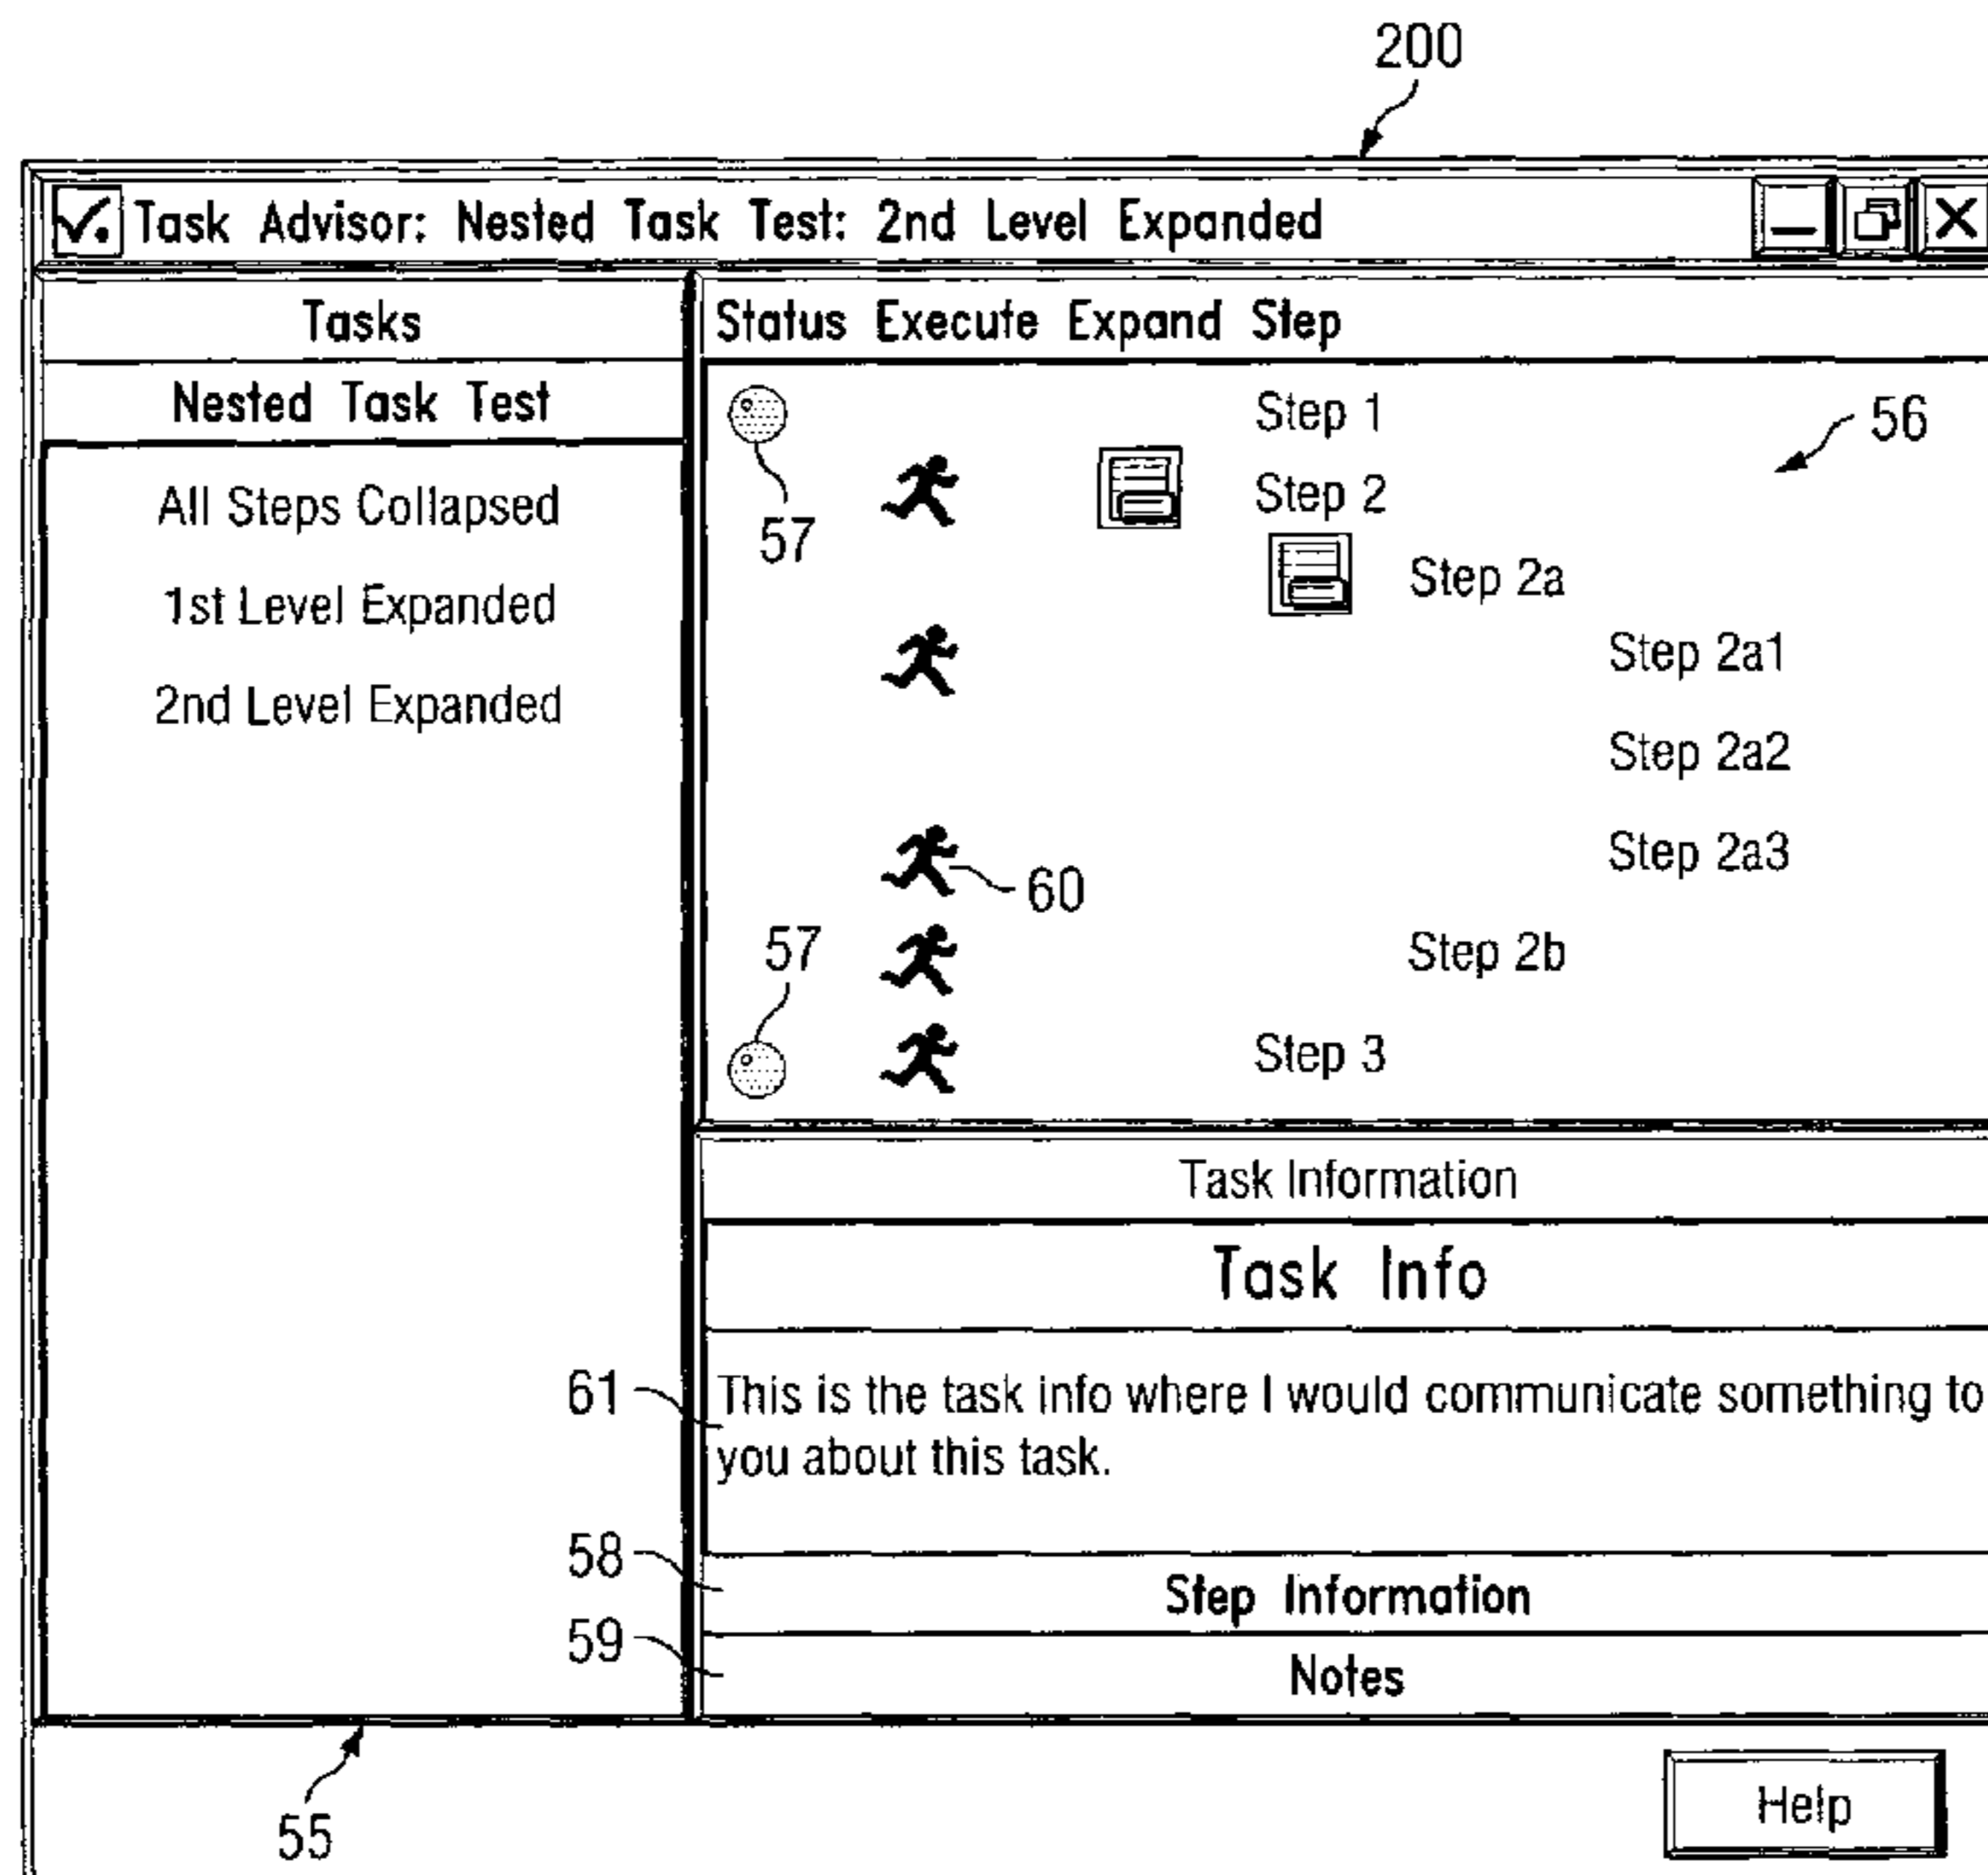 200
Task Advisor: Nested Task Test: 2nd Level Expanded
Tasks
Nested Task Test
All Steps Collapsed
1st Level Expanded
2nd Level Expanded
Status Execute Expand Step
Step 1
56
Step 2
57
Step 2a
Step 2a1
Step 2a2
Step 2a3
60
57
Step 2b
Step 3
Task Information
Task Info
61
This is the task info where I would communicate something to
you about this task.
58
Step Information
59
Notes
55
Help